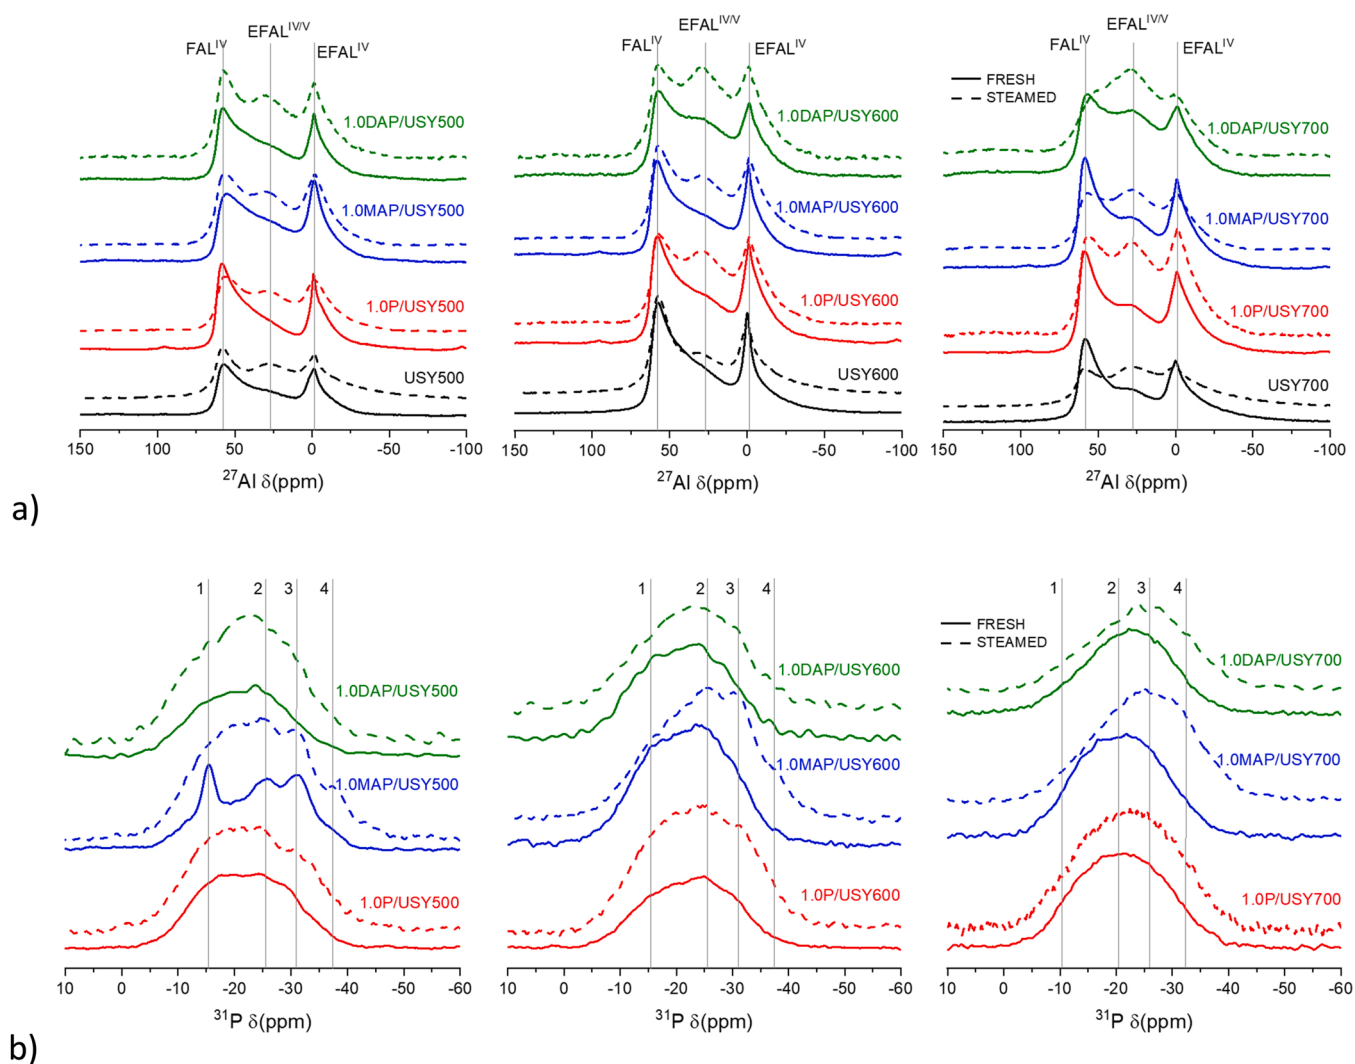 FAL^IV EFAL^IV/V EFAL^IV
1.0DAP/USY500
1.0MAP/USY500
1.0P/USY500
USY500
150 100 50 0 -50 -100
²⁷Al δ(ppm)
FAL^IV EFAL^IV/V EFAL^IV
1.0DAP/USY600
1.0MAP/USY600
1.0P/USY600
USY600
150 100 50 0 -50 -100
²⁷Al δ(ppm)
FAL^IV EFAL^IV/V EFAL^IV
FRESH
STEAMED
1.0DAP/USY700
1.0MAP/USY700
1.0P/USY700
USY700
150 100 50 0 -50 -100
²⁷Al δ(ppm)
a)
1 2 3 4
1.0DAP/USY500
1.0MAP/USY500
1.0P/USY500
10 0 -10 -20 -30 -40 -50 -60
³¹P δ(ppm)
1 2 3 4
1.0DAP/USY600
1.0MAP/USY600
1.0P/USY600
10 0 -10 -20 -30 -40 -50 -60
³¹P δ(ppm)
1 2 3 4
FRESH
STEAMED
1.0DAP/USY700
1.0MAP/USY700
1.0P/USY700
10 0 -10 -20 -30 -40 -50 -60
³¹P δ(ppm)
b)